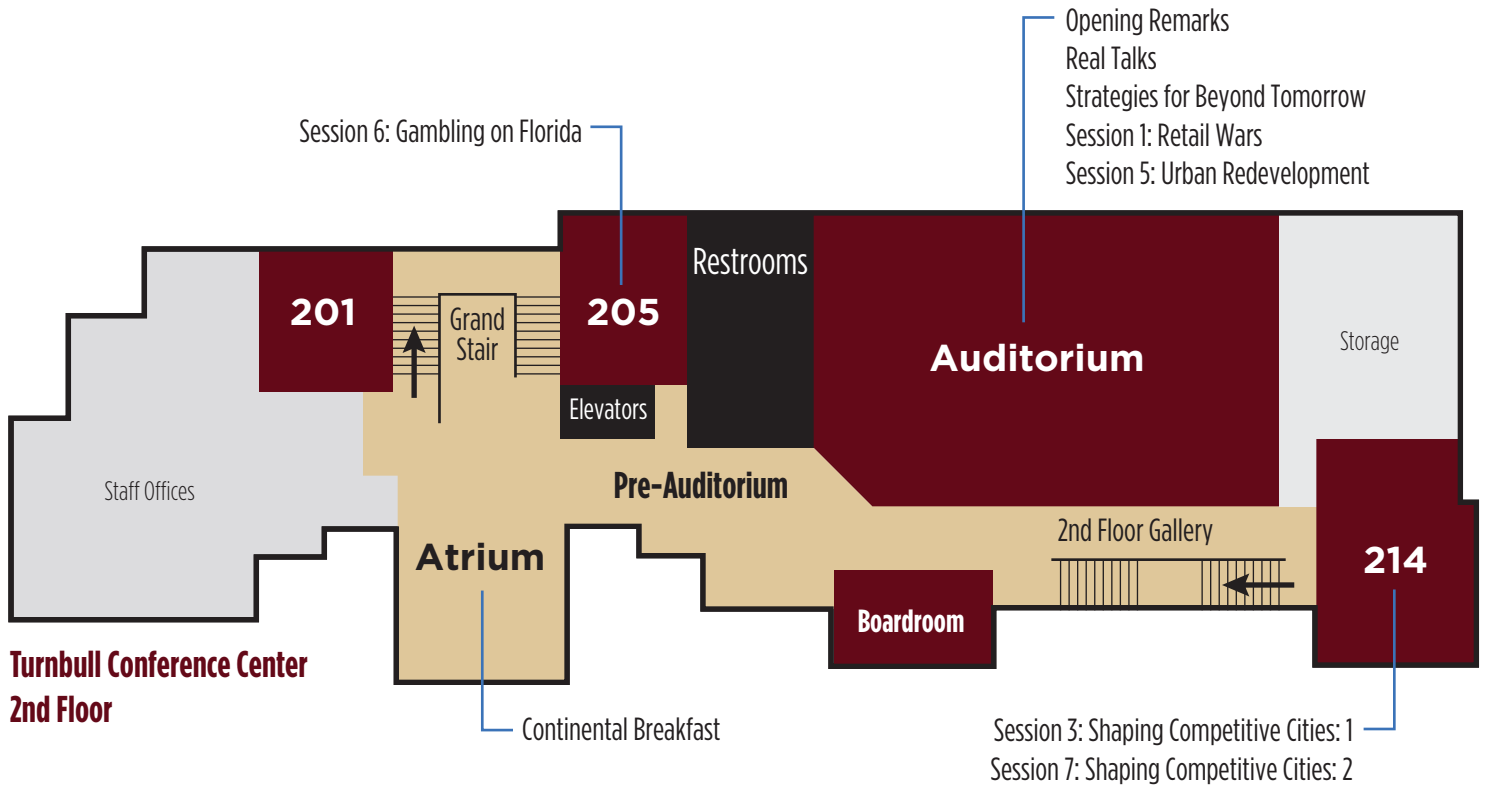 Opening Remarks
Real Talks
Strategies for Beyond Tomorrow
Session 1: Retail Wars
Session 5: Urban Redevelopment
Session 6: Gambling on Florida
Restrooms
201
Grand
Stair
205
Auditorium
Storage
Elevators
Staff Offices
Pre-Auditorium
2nd Floor Gallery
Atrium
214
Boardroom
Turnbull Conference Center
2nd Floor
Continental Breakfast
Session 3: Shaping Competitive Cities: 1
Session 7: Shaping Competitive Cities: 2